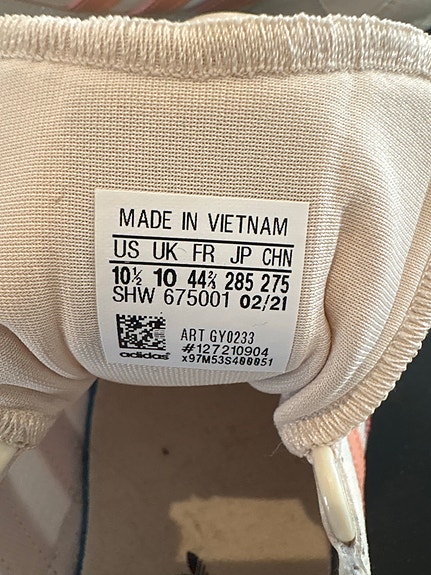 MADE IN VIETNAM
US UK FR JP CHN
10½ 10 44⅔ 285 275
SHW 675001 02/21
ART GY0233
#127210904
adidas x97M53S400051